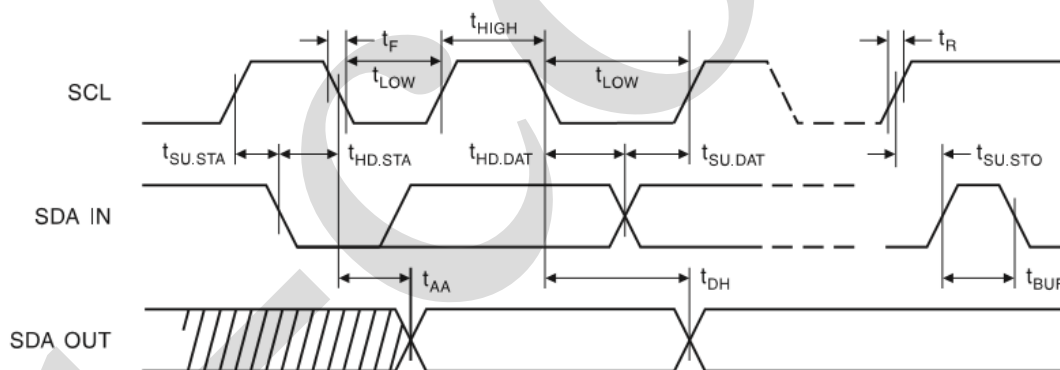 tHIGH
tF
tR
tLOW
tLOW
SCL
tSU.STA
tHD.STA
tHD.DAT
tSU.DAT
tSU.STO
SDA IN
tAA
tDH
tBUF
SDA OUT